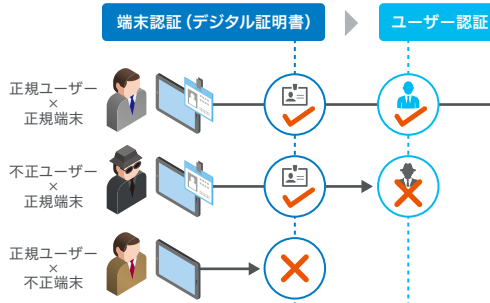 端末認証（デジタル証明書）
ユーザー認証
正規ユーザー
×
正規端末
不正ユーザー
×
正規端末
正規ユーザー
×
不正端末